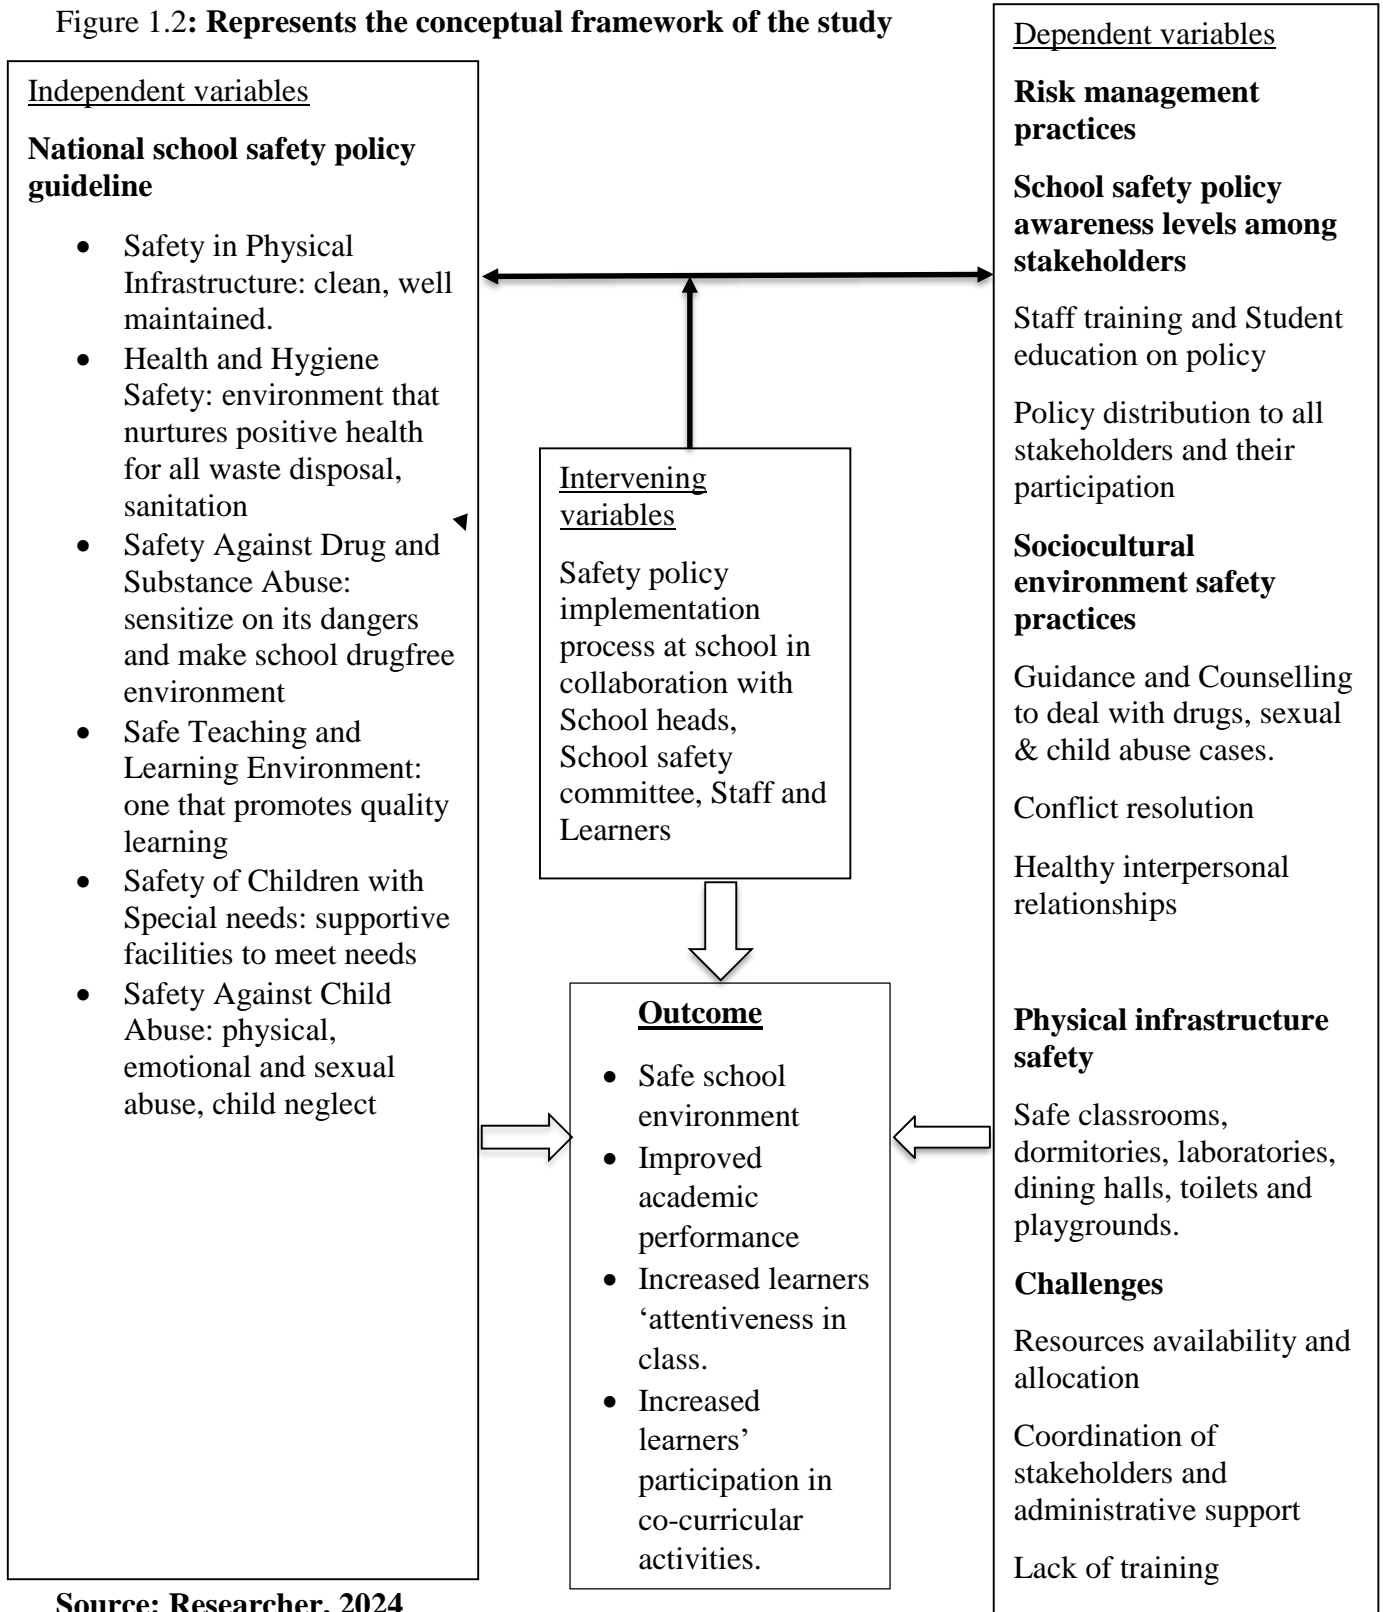 Figure 1.2: Represents the conceptual framework of the study
Independent variables
National school safety policy
guideline
• Safety in Physical
Infrastructure: clean, well
maintained.
• Health and Hygiene
Safety: environment that
nurtures positive health
for all waste disposal,
sanitation
• Safety Against Drug and
Substance Abuse:
sensitize on its dangers
and make school drugfree
environment
• Safe Teaching and
Learning Environment:
one that promotes quality
learning
• Safety of Children with
Special needs: supportive
facilities to meet needs
• Safety Against Child
Abuse: physical,
emotional and sexual
abuse, child neglect
Intervening
variables
Safety policy
implementation
process at school in
collaboration with
School heads,
School safety
committee, Staff and
Learners
Outcome
• Safe school
environment
• Improved
academic
performance
• Increased learners
‘attentiveness in
class.
• Increased
learners’
participation in
co-curricular
activities.
Dependent variables
Risk management
practices
School safety policy
awareness levels among
stakeholders
Staff training and Student
education on policy
Policy distribution to all
stakeholders and their
participation
Sociocultural
environment safety
practices
Guidance and Counselling
to deal with drugs, sexual
& child abuse cases.
Conflict resolution
Healthy interpersonal
relationships
Physical infrastructure
safety
Safe classrooms,
dormitories, laboratories,
dining halls, toilets and
playgrounds.
Challenges
Resources availability and
allocation
Coordination of
stakeholders and
administrative support
Lack of training
Source: Researcher, 2024